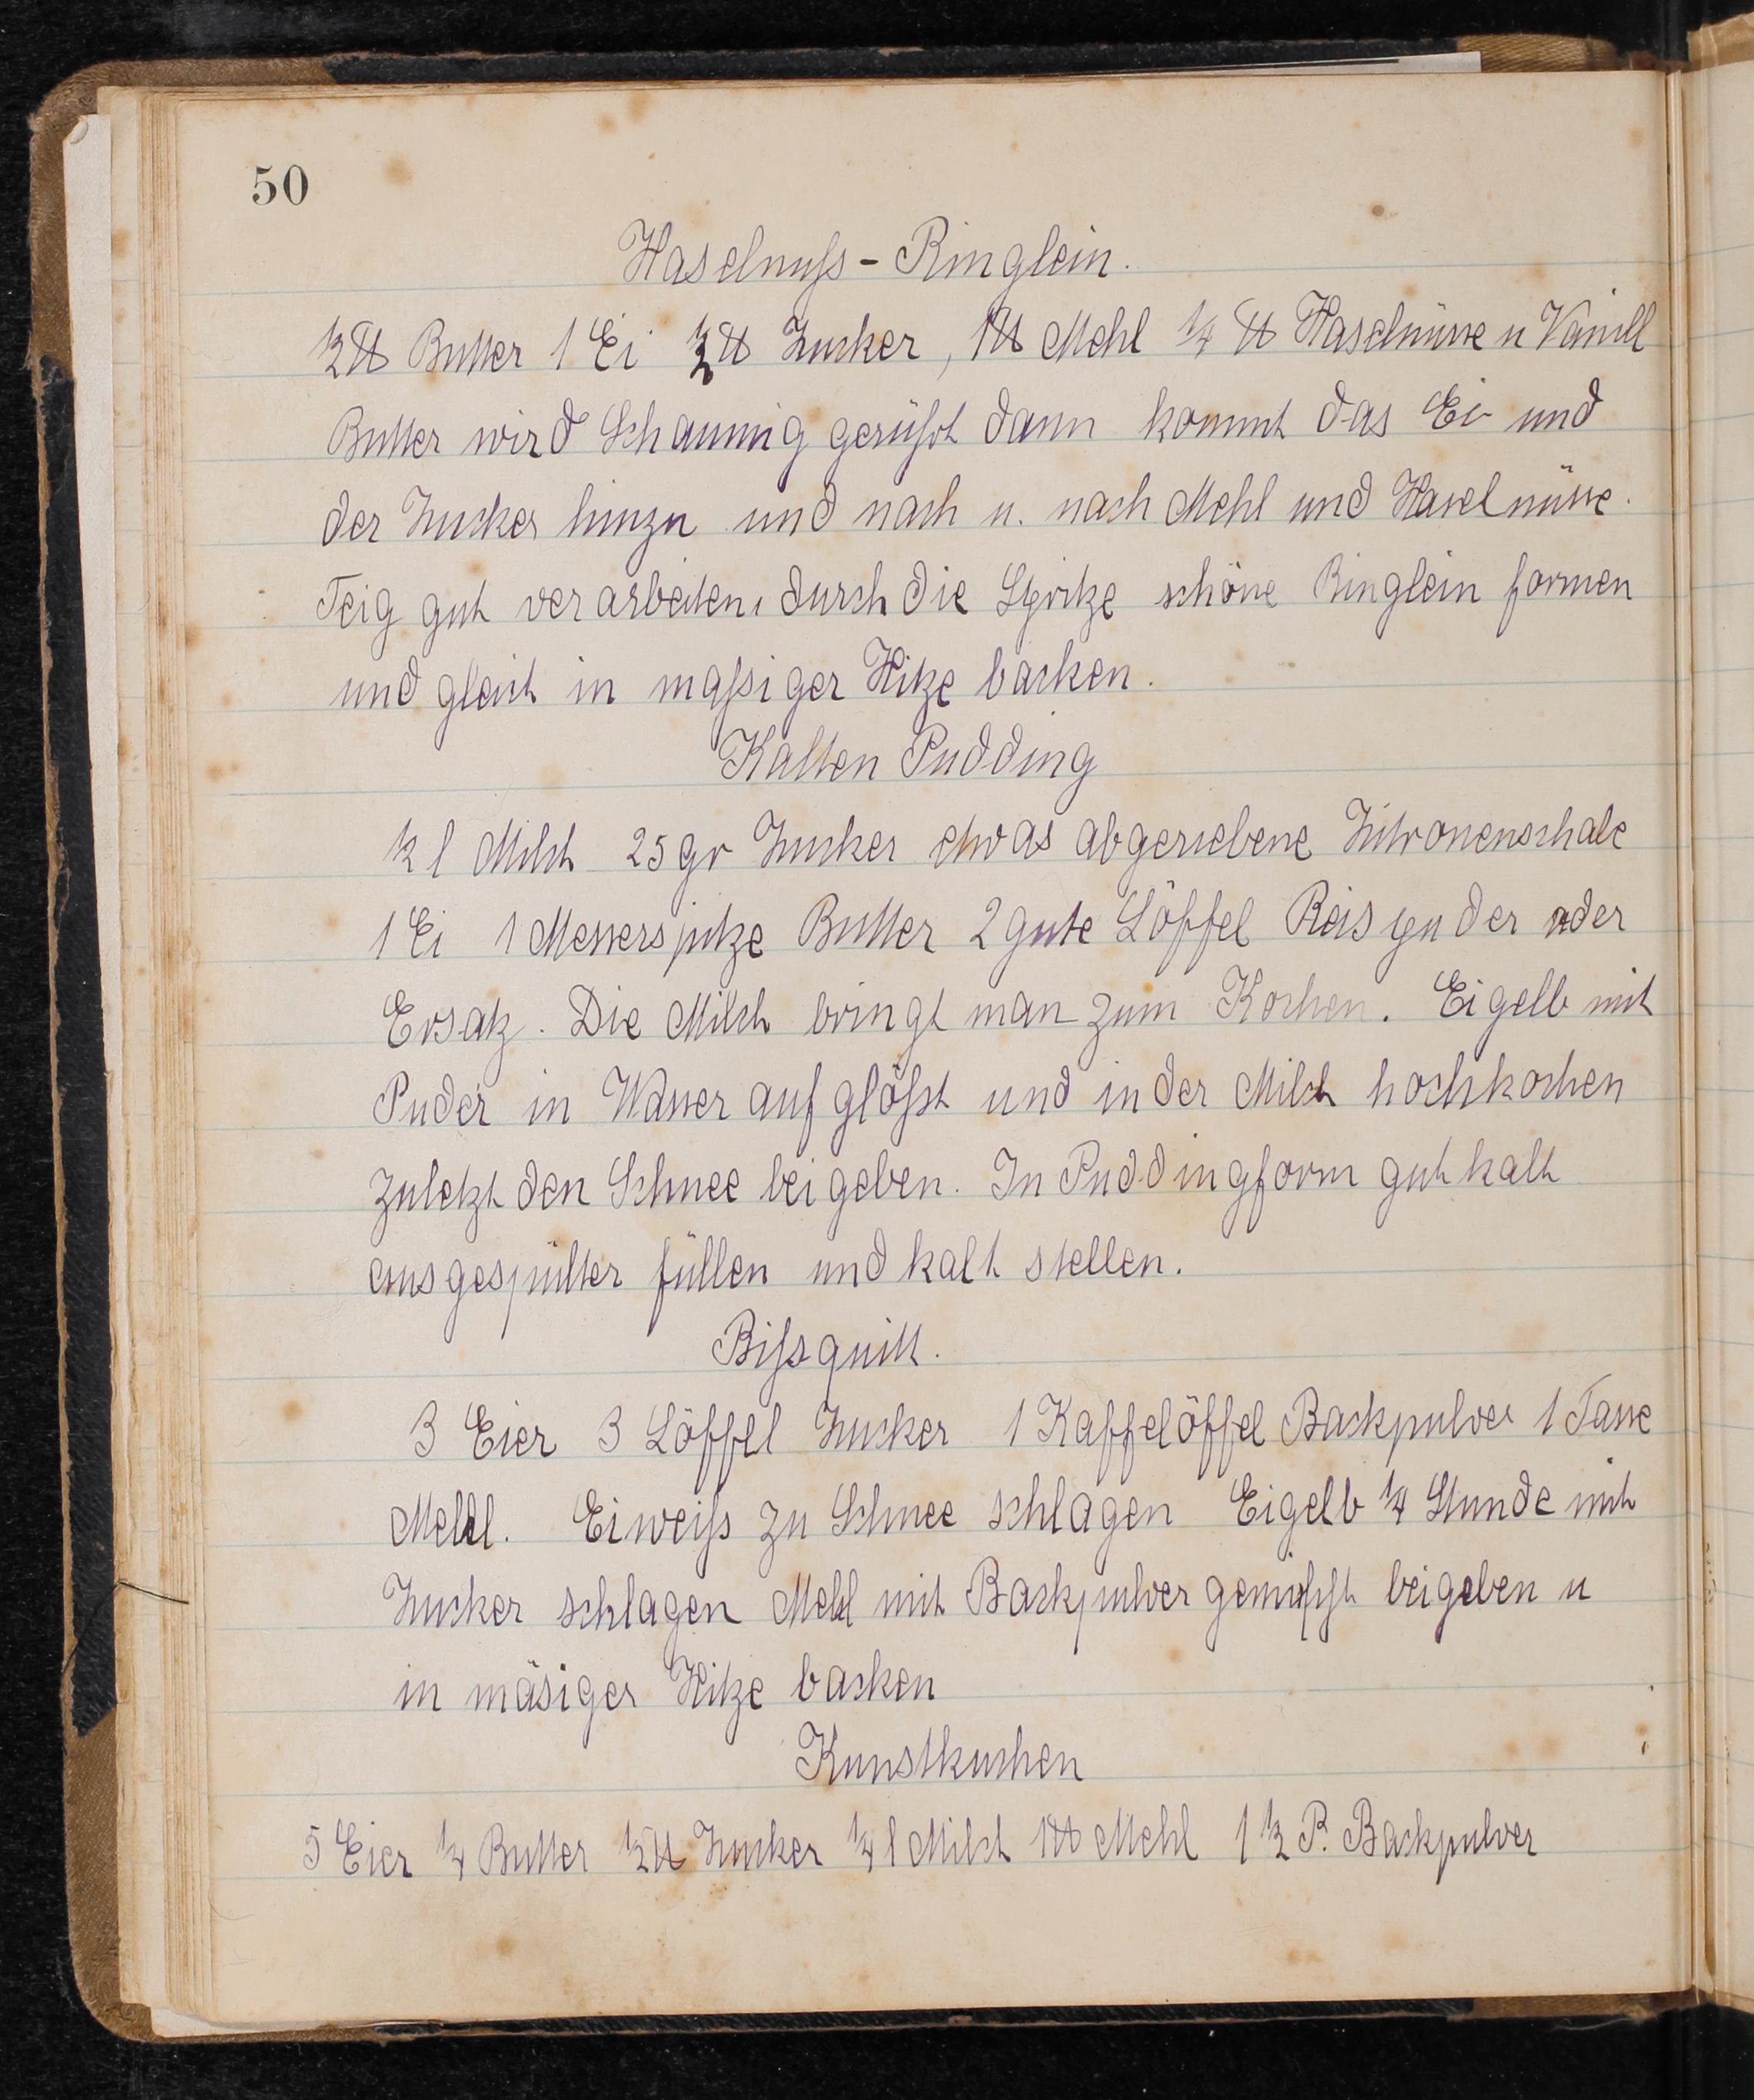 50
Haselnuss-Ringlein.
½ ℔ Butter 1 Ei ½ ℔ Zucker, 1 ℔ Mehl ¼ ℔ Haselnüsse u Vanill
Butter wird Schaumig gerührt dann kommt das Ei und
der Zucker hinzu und nach u. nach Mehl und Haselnüsse.
Teig gut verarbeiten, durch die Spritze schöne Ringlein formen
und gleich in massiger Hitze backen.
Kalten Pudding
½ l Milch 25 gr Zucker etwas abgeriebene Zitronenschale
1 Ei 1 Messerspitze Butter 2 gute Löffel Reispuder oder
Ersatz. Die Milch bringt man zum Kochen. Eigelb mit
Puder in Wasser aufglösst und in der Milch hochkochen
zuletzt den Schnee beigeben. In Puddingform gut kalt
ausgespülter füllen und kalt stellen.
Bissquitt.
3 Eier 3 Löffel Zucker 1 Kaffelöffel Backpulver 1 Tasse
Mehl. Eiweiss zu Schnee schlagen Eigelb ¼ Stunde mit
Zucker schlagen Mehl mit Backpulver gemischt beigeben u
in mäsiger Hitze backen
Kunstkuchen
5 Eier ¼ Butter ½ ℔ Zucker ¼ l Milch 1 ℔ Mehl 1 ½ P. Backpulver